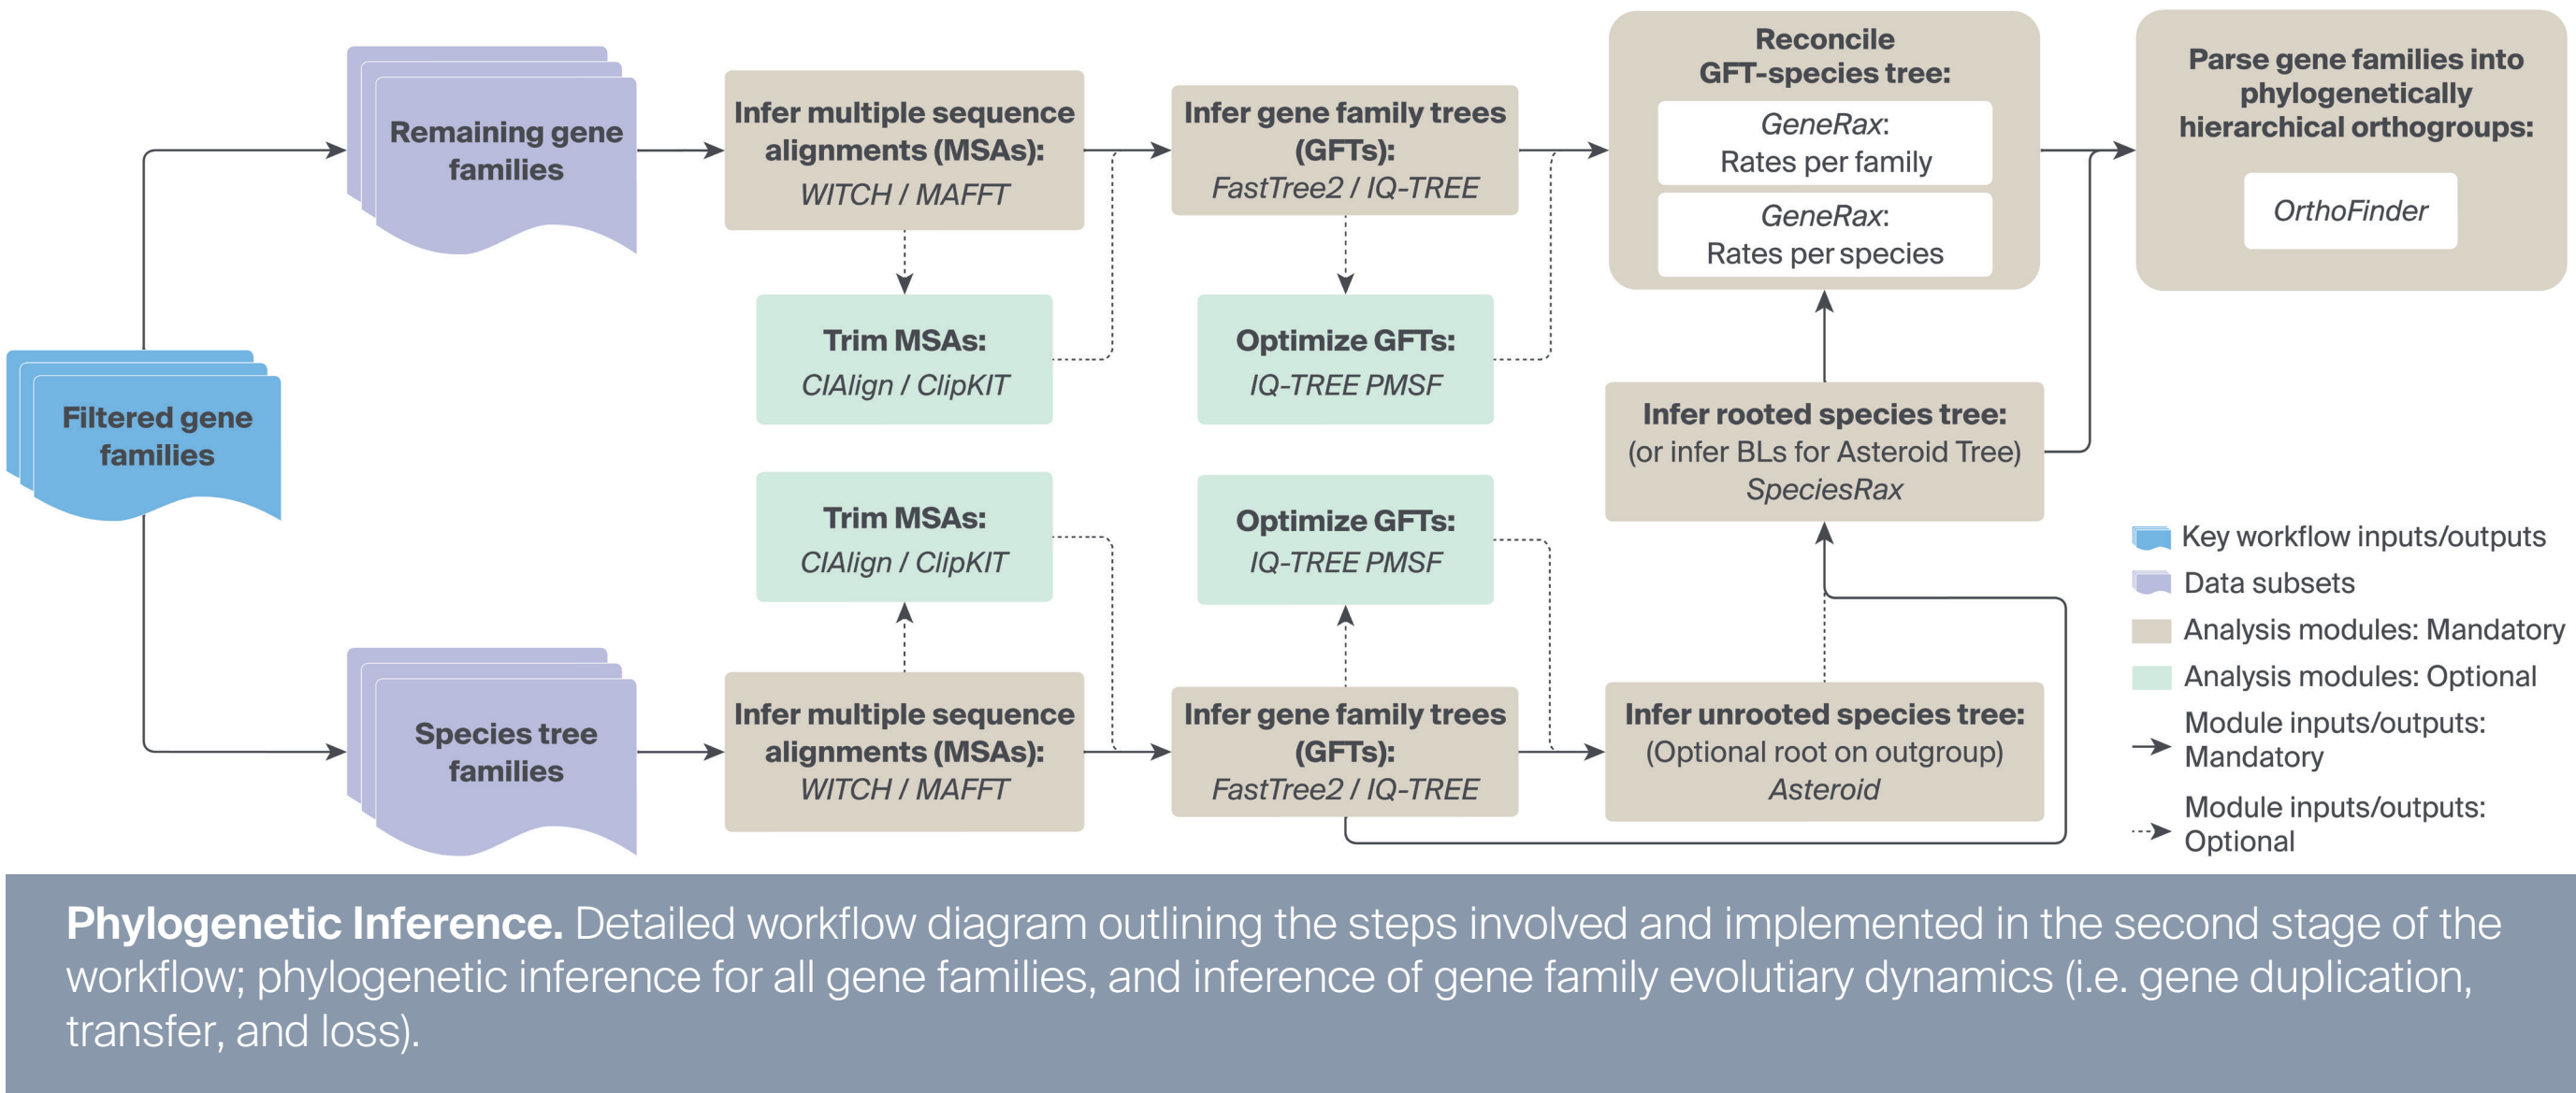 Filtered gene
families
Remaining gene
families
Infer multiple sequence
alignments (MSAs):
WITCH / MAFFT
Trim MSAs:
CIAlign / ClipKIT
Infer gene family trees
(GFTs):
FastTree2 / IQ-TREE
Optimize GFTs:
IQ-TREE PMSF
Reconcile
GFT-species tree:
GeneRax:
Rates per family
GeneRax:
Rates per species
Parse gene families into
phylogenetically
hierarchical orthogroups:
OrthoFinder
Species tree
families
Infer multiple sequence
alignments (MSAs):
WITCH / MAFFT
Trim MSAs:
CIAlign / ClipKIT
Infer gene family trees
(GFTs):
FastTree2 / IQ-TREE
Optimize GFTs:
IQ-TREE PMSF
Infer unrooted species tree:
(Optional root on outgroup)
Asteroid
Infer rooted species tree:
(or infer BLs for Asteroid Tree)
SpeciesRax
Key workflow inputs/outputs
Data subsets
Analysis modules: Mandatory
Analysis modules: Optional
Module inputs/outputs:
Mandatory
Module inputs/outputs:
Optional
Phylogenetic Inference. Detailed workflow diagram outlining the steps involved and implemented in the second stage of the
workflow; phylogenetic inference for all gene families, and inference of gene family evolutiary dynamics (i.e. gene duplication,
transfer, and loss).